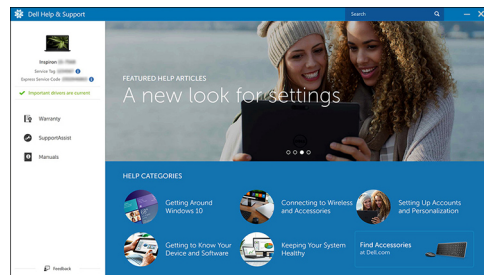 Dell Help & Support
Search
Inspiron
Service Tag
Express Service Code
Important drivers are current
Warranty
SupportAssist
Manuals
Feedback
FEATURED HELP ARTICLES
A new look for settings
HELP CATEGORIES
Getting Around
Windows 10
Connecting to Wireless
and Accessories
Setting Up Accounts
and Personalization
Getting to Know Your
Device and Software
Keeping Your System
Healthy
Find Accessories
at Dell.com